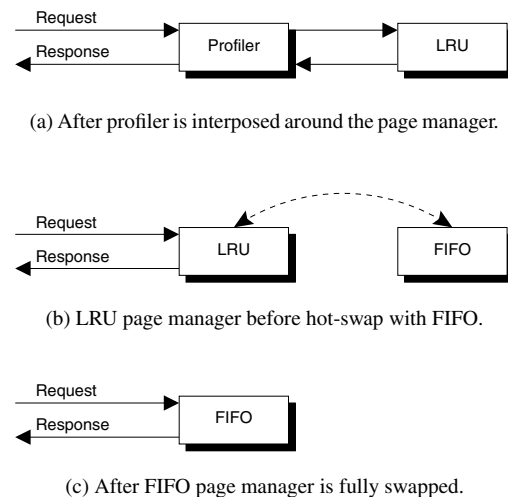 Request
Response
Profiler
LRU
(a) After profiler is interposed around the page manager.
Request
Response
LRU
FIFO
(b) LRU page manager before hot-swap with FIFO.
Request
Response
FIFO
(c) After FIFO page manager is fully swapped.